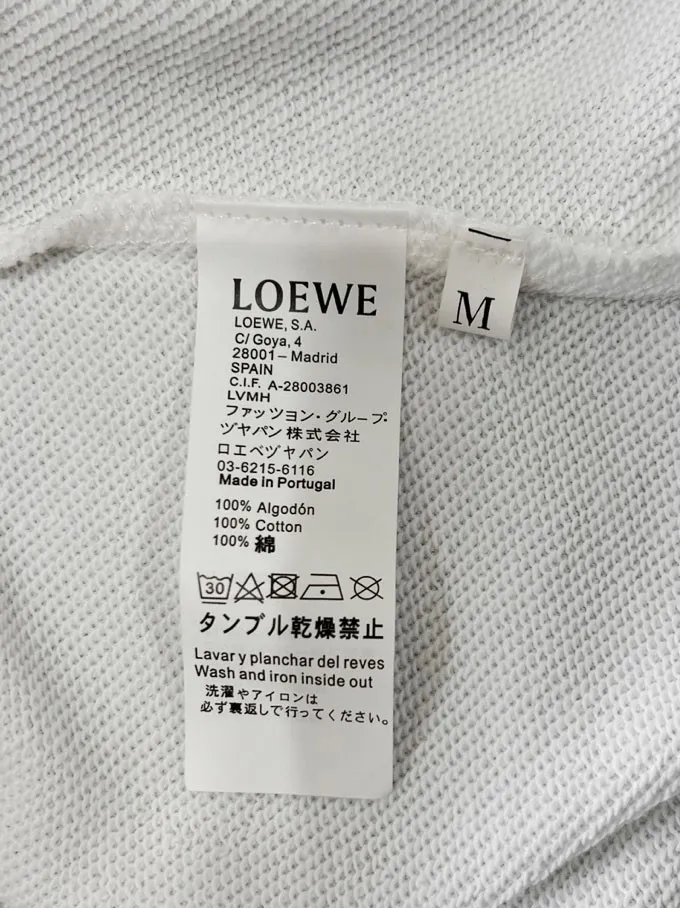 LOEWE
LOEWE, S.A.
C/ Goya, 4
28001 – Madrid
SPAIN
C.I.F. A-28003861
LVMH
ファッツョン・グループ・
ヅヤパン株式会社
ロエベヅヤパン
03-6215-6116
Made in Portugal
100% Algodón
100% Cotton
100% 綿
30
タンブル乾燥禁止
Lavar y planchar del reves
Wash and iron inside out
洗濯やアイロンは
必ず裏返しで行ってください。
M